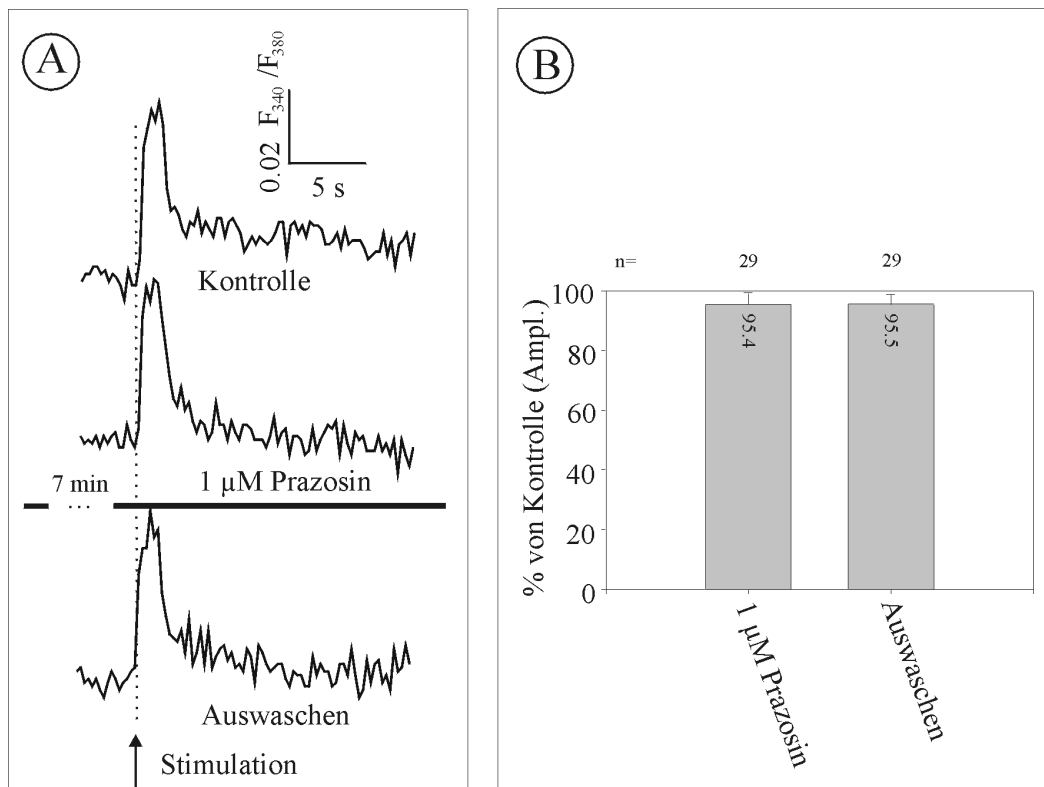 A
0.02 F340 /F380
5 s
Kontrolle
7 min
1 µM Prazosin
...
Auswaschen
Stimulation
B
n= 29 29
% von Kontrolle (Ampl.)
100
80
60
40
20
0
95.4
95.5
1 µM Prazosin
Auswaschen